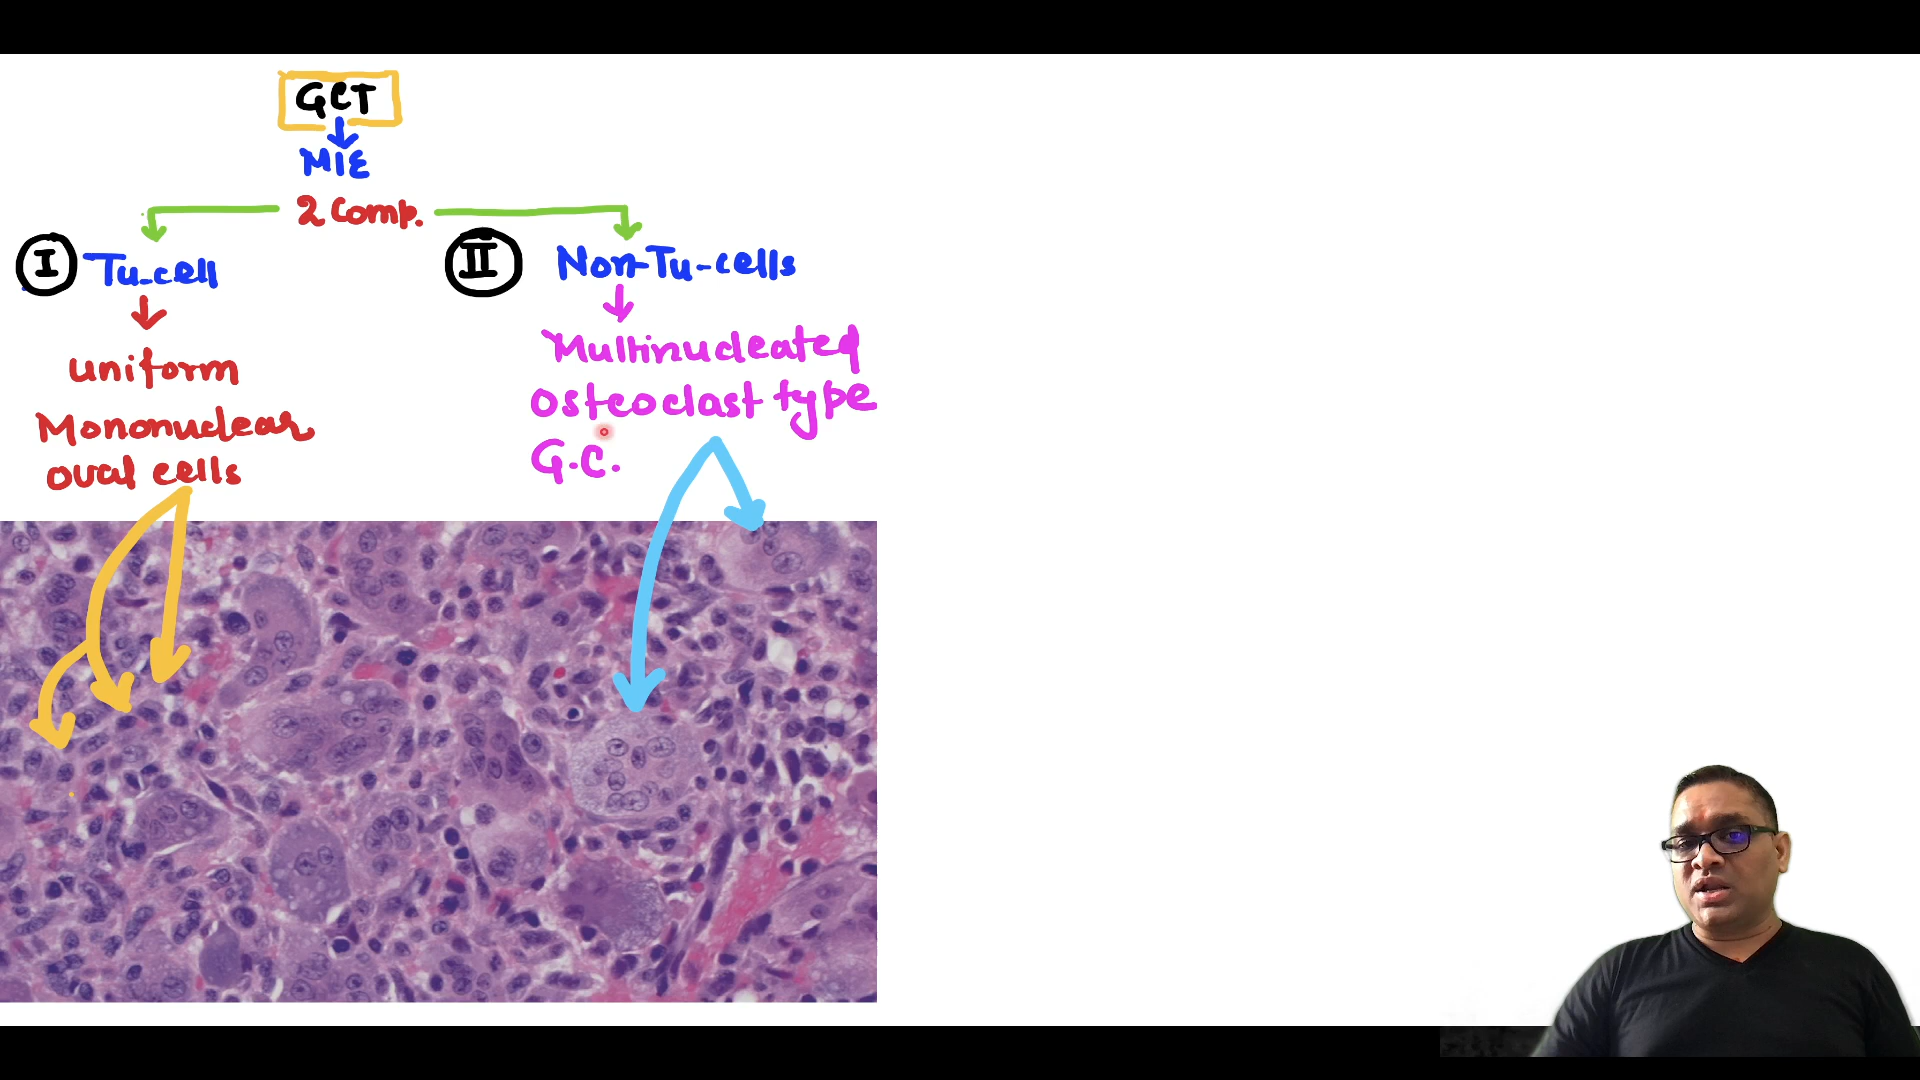 GCT
MIE
2 Comp.
I Tu-cell
II Non-Tu-cells
uniform
Mononuclear
oval cells
Multinucleated
Osteoclast type
G.C.